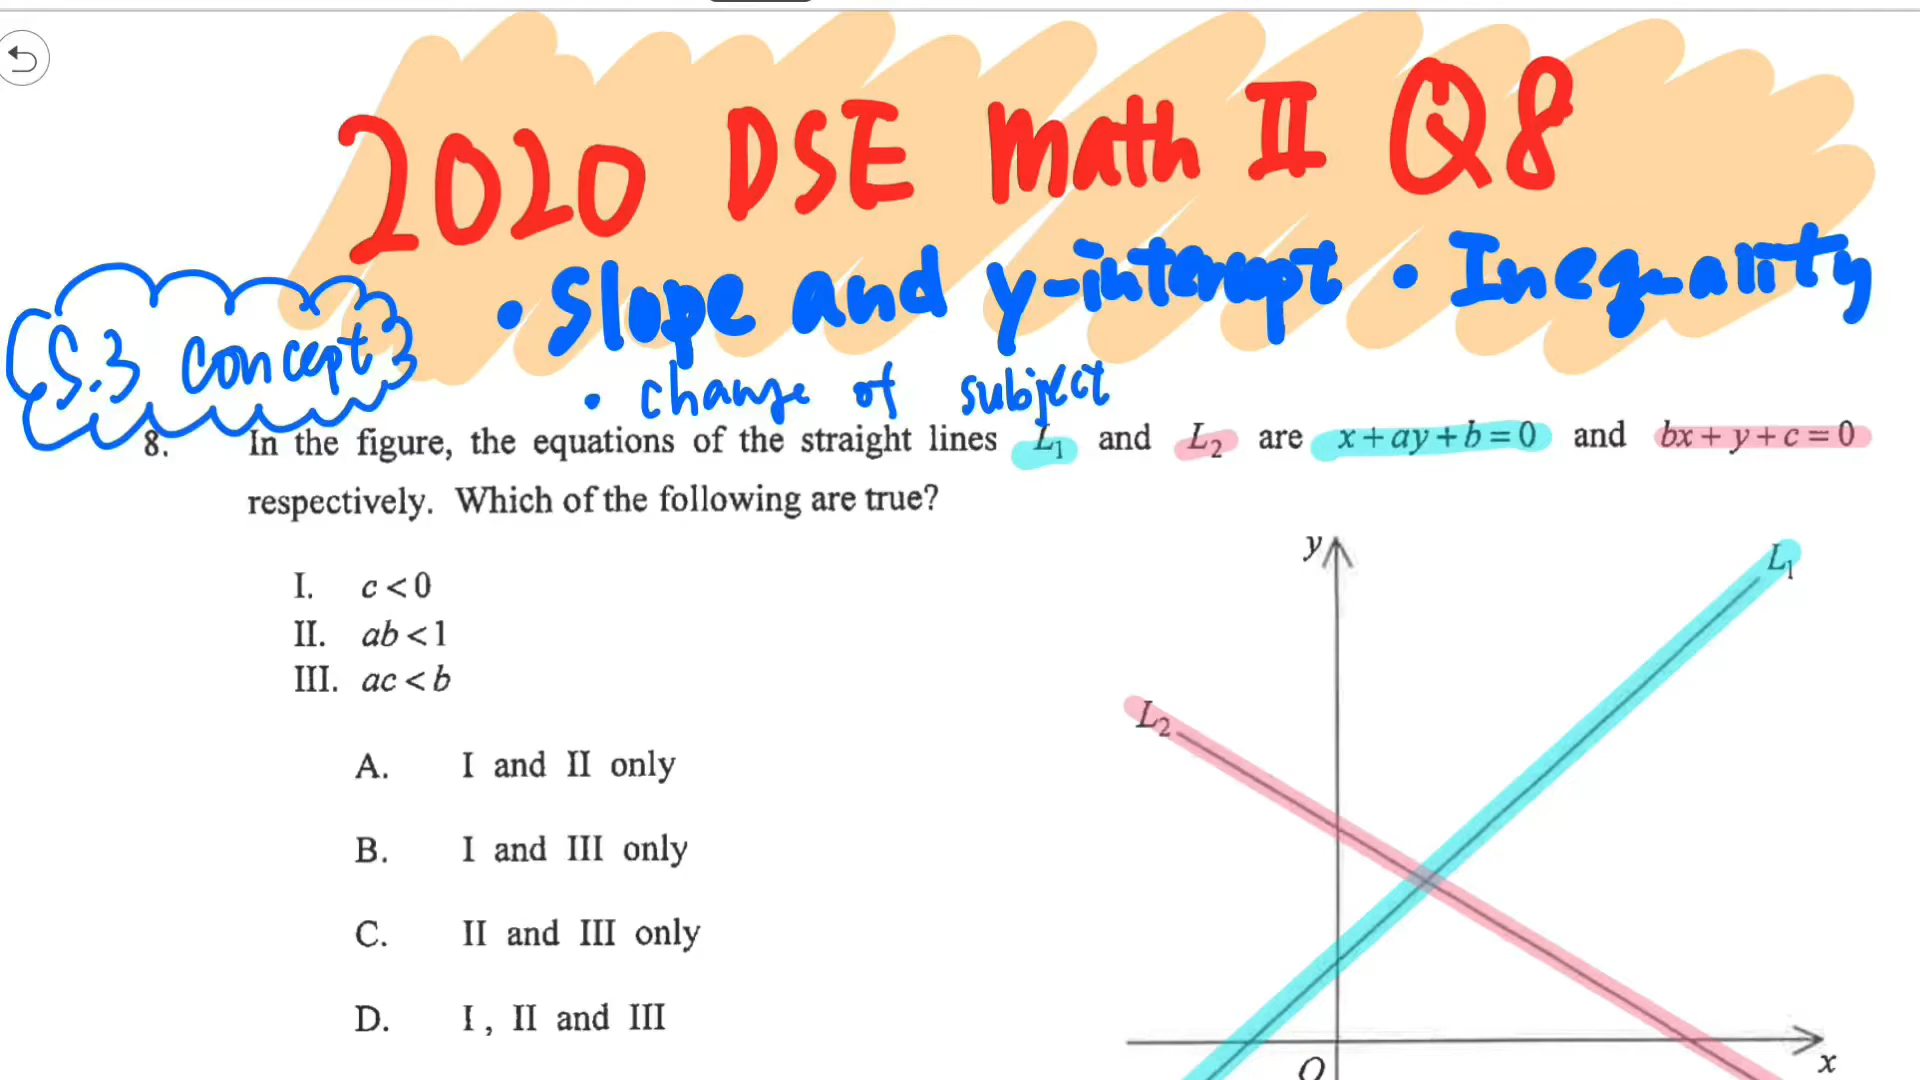 2020 DSE Math II Q8
• Slope and y-intercept • Inequality
S.3 concept
• change of subject
8. In the figure, the equations of the straight lines L₁ and L₂ are x + ay + b = 0 and bx + y + c = 0
respectively. Which of the following are true?
I. c < 0
II. ab < 1
III. ac < b
A. I and II only
B. I and III only
C. II and III only
D. I, II and III
y
L₁
L₂
O
x